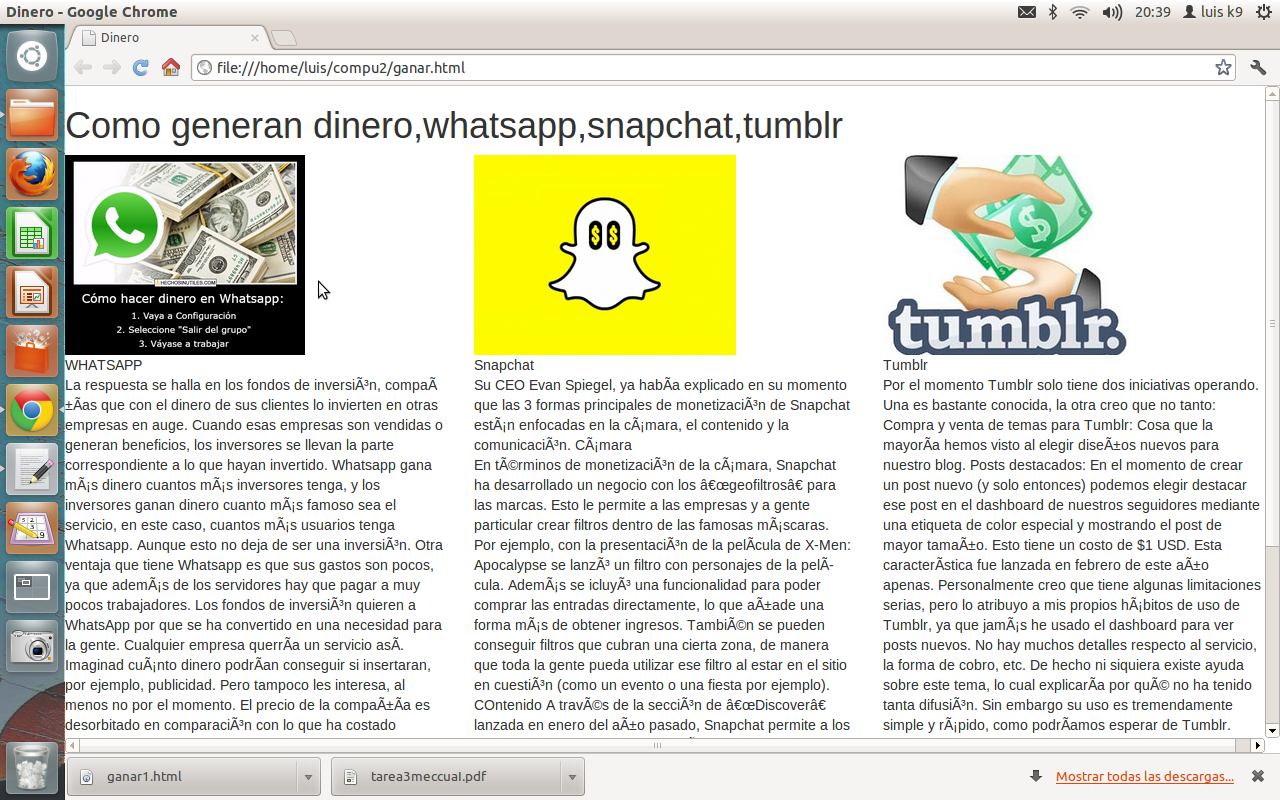 Dinero - Google Chrome
20:39
luis k9
Dinero
file:///home/luis/compu2/ganar.html
Como generan dinero,whatsapp,snapchat,tumblr
HECHOSINUTILES.COM
Cómo hacer dinero en Whatsapp:
1. Vaya a Configuración
2. Seleccione "Salir del grupo"
3. Váyase a trabajar
tumblr.
WHATSAPP
La respuesta se halla en los fondos de inversiÃ³n, compaÃ
±Ãas que con el dinero de sus clientes lo invierten en otras
empresas en auge. Cuando esas empresas son vendidas o
generan beneficios, los inversores se llevan la parte
correspondiente a lo que hayan invertido. Whatsapp gana
mÃ¡s dinero cuantos mÃ¡s inversores tenga, y los
inversores ganan dinero cuanto mÃ¡s famoso sea el
servicio, en este caso, cuantos mÃ¡s usuarios tenga
Whatsapp. Aunque esto no deja de ser una inversiÃ³n. Otra
ventaja que tiene Whatsapp es que sus gastos son pocos,
ya que ademÃ¡s de los servidores hay que pagar a muy
pocos trabajadores. Los fondos de inversiÃ³n quieren a
WhatsApp por que se ha convertido en una necesidad para
la gente. Cualquier empresa querrÃa un servicio asÃ.
Imaginad cuÃ¡nto dinero podrÃan conseguir si insertaran,
por ejemplo, publicidad. Pero tampoco les interesa, al
menos no por el momento. El precio de la compaÃ±Ãa es
desorbitado en comparaciÃ³n con lo que ha costado
Snapchat
Su CEO Evan Spiegel, ya habÃa explicado en su momento
que las 3 formas principales de monetizaciÃ³n de Snapchat
estÃ¡n enfocadas en la cÃ¡mara, el contenido y la
comunicaciÃ³n. CÃ¡mara
En tÃ©rminos de monetizaciÃ³n de la cÃ¡mara, Snapchat
ha desarrollado un negocio con los â€œgeofiltrosâ€ para
las marcas. Esto le permite a las empresas y a gente
particular crear filtros dentro de las famosas mÃ¡scaras.
Por ejemplo, con la presentaciÃ³n de la pelÃcula de X-Men:
Apocalypse se lanzÃ³ un filtro con personajes de la pelÃ-
cula. AdemÃ¡s se icluyÃ³ una funcionalidad para poder
comprar las entradas directamente, lo que aÃ±ade una
forma mÃ¡s de obtener ingresos. TambiÃ©n se pueden
conseguir filtros que cubran una cierta zona, de manera
que toda la gente pueda utilizar ese filtro al estar en el sitio
en cuestiÃ³n (como un evento o una fiesta por ejemplo).
COntenido A travÃ©s de la secciÃ³n de â€œDiscoverâ€
lanzada en enero del aÃ±o pasado, Snapchat permite a los
Tumblr
Por el momento Tumblr solo tiene dos iniciativas operando.
Una es bastante conocida, la otra creo que no tanto:
Compra y venta de temas para Tumblr: Cosa que la
mayorÃa hemos visto al elegir diseÃ±os nuevos para
nuestro blog. Posts destacados: En el momento de crear
un post nuevo (y solo entonces) podemos elegir destacar
ese post en el dashboard de nuestros seguidores mediante
una etiqueta de color especial y mostrando el post de
mayor tamaÃ±o. Esto tiene un costo de $1 USD. Esta
caracterÃstica fue lanzada en febrero de este aÃ±o
apenas. Personalmente creo que tiene algunas limitaciones
serias, pero lo atribuyo a mis propios hÃ¡bitos de uso de
Tumblr, ya que jamÃ¡s he usado el dashboard para ver
posts nuevos. No hay muchos detalles respecto al servicio,
la forma de cobro, etc. De hecho ni siquiera existe ayuda
sobre este tema, lo cual explicarÃa por quÃ© no ha tenido
tanta difusiÃ³n. Sin embargo su uso es tremendamente
simple y rÃ¡pido, como podrÃamos esperar de Tumblr.
ganar1.html
tarea3meccual.pdf
Mostrar todas las descargas...